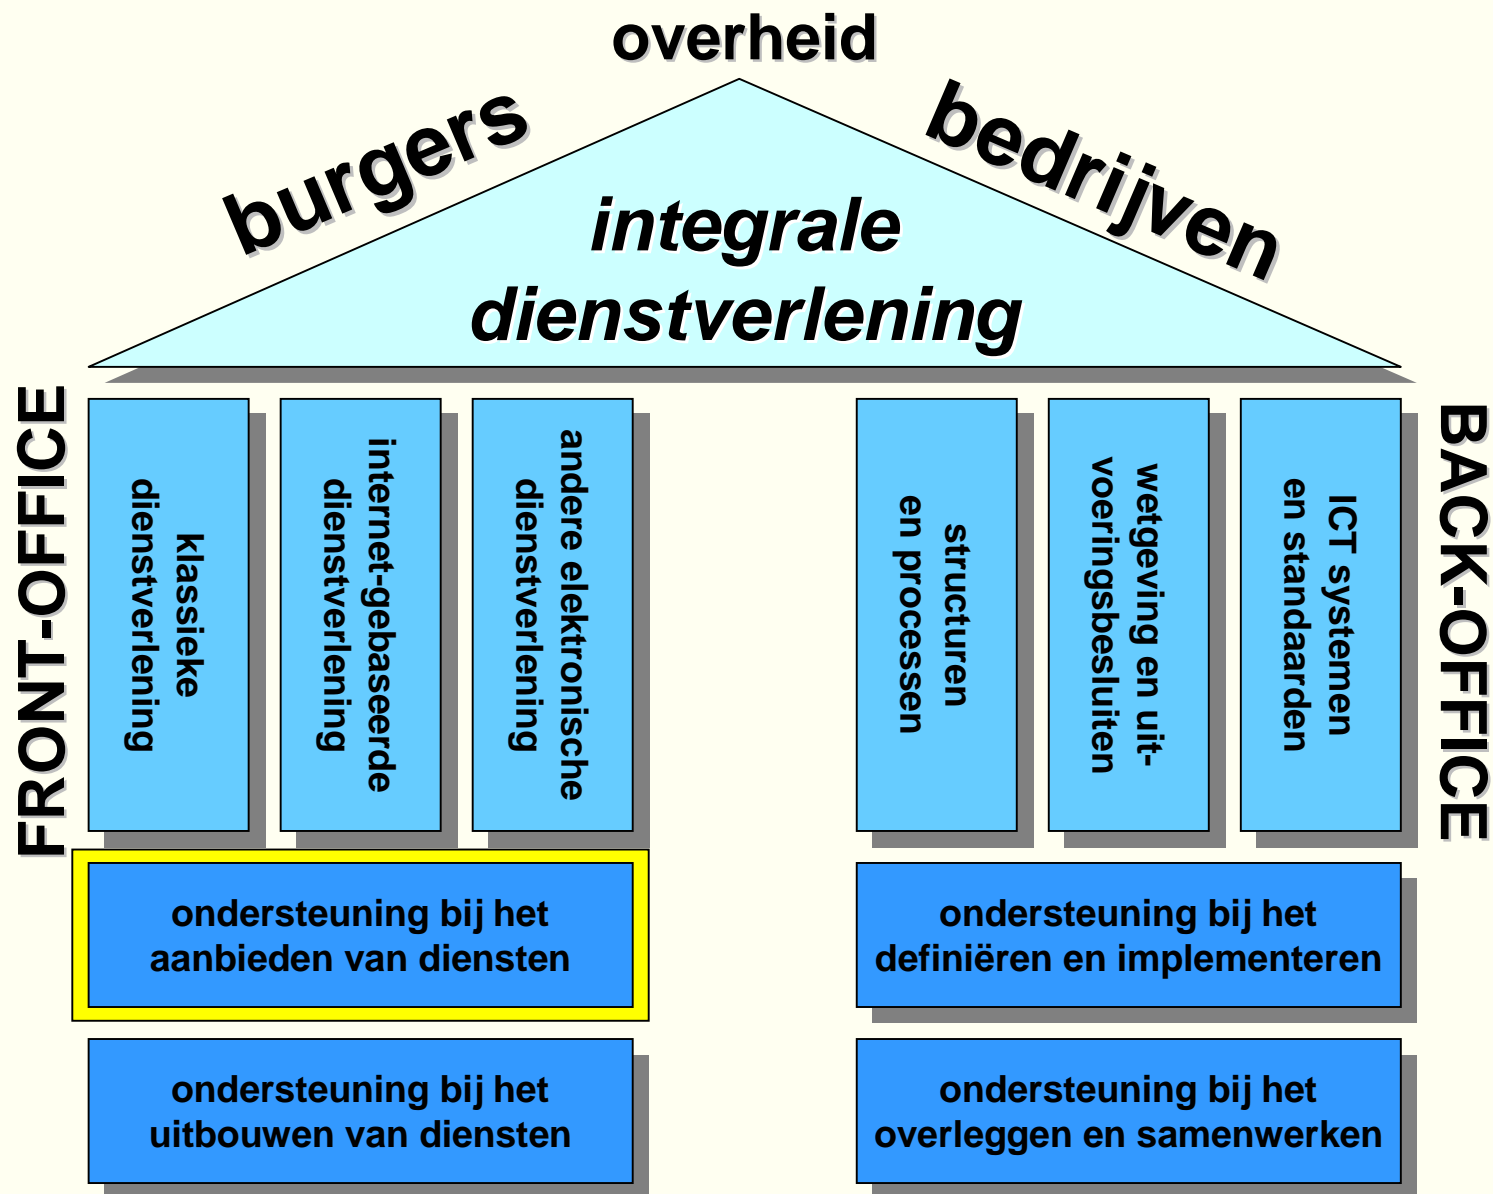 overheid
burgers
bedrijven
integrale
dienstverlening
FRONT-OFFICE
klassieke
dienstverlening
internet-gebaseerde
dienstverlening
andere elektronische
dienstverlening
structuren
en processen
wetgeving en uit-
voeringsbesluiten
ICT systemen
en standaarden
BACK-OFFICE
ondersteuning bij het
aanbieden van diensten
ondersteuning bij het
definiëren en implementeren
ondersteuning bij het
uitbouwen van diensten
ondersteuning bij het
overleggen en samenwerken